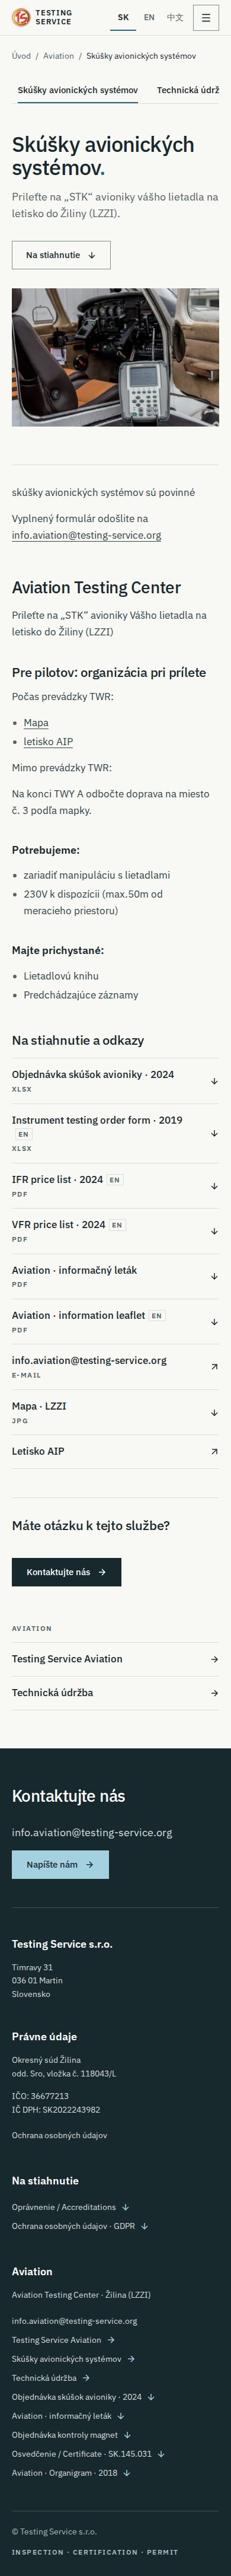 TESTING
SERVICE
SK EN 中文
Úvod / Aviation / Skúšky avionických systémov
Skúšky avionických systémov Technická údrž
Skúšky avionických
systémov.
Prileťte na „STK“ avioniky vášho lietadla na
letisko do Žiliny (LZZI).
Na stiahnutie ↓
skúšky avionických systémov sú povinné
Vyplnený formulár odošlite na
info.aviation@testing-service.org
Aviation Testing Center
Prileťte na „STK” avioniky Vášho lietadla na
letisko do Žiliny (LZZI)
Pre pilotov: organizácia pri prílete
Počas prevádzky TWR:
• Mapa
• letisko AIP
Mimo prevádzky TWR:
Na konci TWY A odbočte doprava na miesto
č. 3 podľa mapky.
Potrebujeme:
• zariadiť manipuláciu s lietadlami
• 230V k dispozícii (max.50m od
meracieho priestoru)
Majte prichystané:
• Lietadlovú knihu
• Predchádzajúce záznamy
Na stiahnutie a odkazy
Objednávka skúšok avioniky · 2024 ↓
XLSX
Instrument testing order form · 2019
EN ↓
XLSX
IFR price list · 2024 EN ↓
PDF
VFR price list · 2024 EN ↓
PDF
Aviation · informačný leták ↓
PDF
Aviation · information leaflet EN ↓
PDF
info.aviation@testing-service.org ↗
E-MAIL
Mapa · LZZI ↓
JPG
Letisko AIP ↗
Máte otázku k tejto službe?
Kontaktujte nás →
AVIATION
Testing Service Aviation →
Technická údržba →
Kontaktujte nás
info.aviation@testing-service.org
Napíšte nám →
Testing Service s.r.o.
Timravy 31
036 01 Martin
Slovensko
Právne údaje
Okresný súd Žilina
odd. Sro, vložka č. 118043/L
IČO: 36677213
IČ DPH: SK2022243982
Ochrana osobných údajov
Na stiahnutie
Oprávnenie / Accreditations ↓
Ochrana osobných údajov · GDPR ↓
Aviation
Aviation Testing Center · Žilina (LZZI)
info.aviation@testing-service.org
Testing Service Aviation →
Skúšky avionických systémov →
Technická údržba →
Objednávka skúšok avioniky · 2024 ↓
Aviation · informačný leták ↓
Objednávka kontroly magnet ↓
Osvedčenie / Certificate · SK.145.031 ↓
Aviation · Organigram · 2018 ↓
© Testing Service s.r.o.
INSPECTION · CERTIFICATION · PERMIT